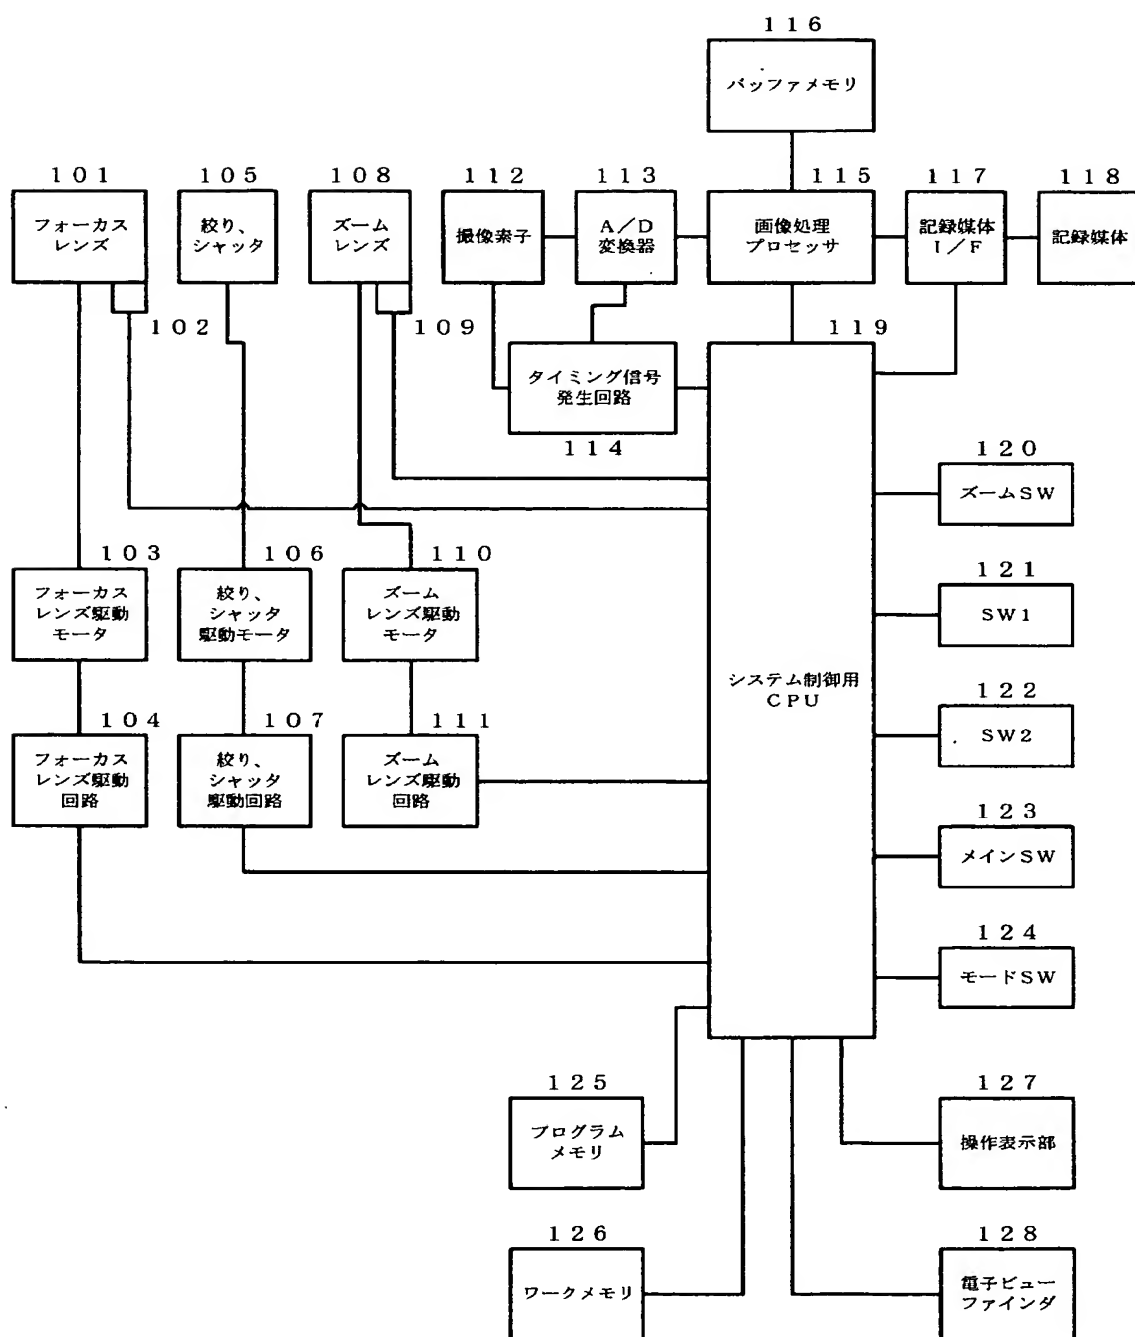 １１６
バッファメモリ
１０１
フォーカス
レンズ
１０５
絞り、
シャッタ
１０８
ズーム
レンズ
１１２
撮像素子
１１３
Ａ／Ｄ
変換器
１１５
画像処理
プロセッサ
１１７
記録媒体
Ｉ／Ｆ
１１８
記録媒体
１０２
１０９
１１９
タイミング信号
発生回路
１１４
１２０
ズームＳＷ
１０３
フォーカス
レンズ駆動
モータ
１０６
絞り、
シャッタ
駆動モータ
１１０
ズーム
レンズ駆動
モータ
１２１
ＳＷ１
システム制御用
ＣＰＵ
１２２
ＳＷ２
１０４
フォーカス
レンズ駆動
回路
１０７
絞り、
シャッタ
駆動回路
１１１
ズーム
レンズ駆動
回路
１２３
メインＳＷ
１２４
モードＳＷ
１２５
プログラム
メモリ
１２７
操作表示部
１２６
ワークメモリ
１２８
電子ビュー
ファインダ